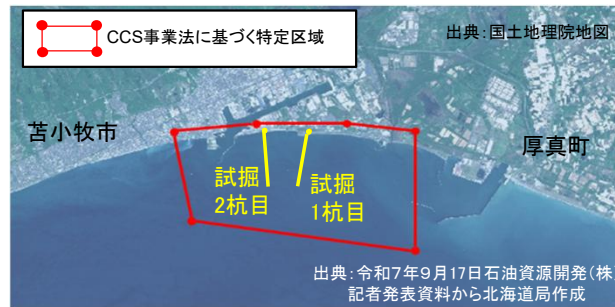 CCS事業法に基づく特定区域
出典:国土地理院地図
苫小牧市
厚真町
試掘
2杭目
試掘
1杭目
出典:令和7年9月17日石油資源開発(株
記者発表資料から北海道局作成